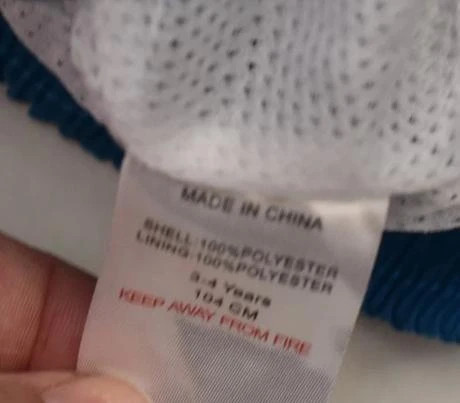 MADE IN CHINA
SHELL:100%POLYESTER
LINING:100%POLYESTER
3-4 Years
104 CM
KEEP AWAY FROM FIRE